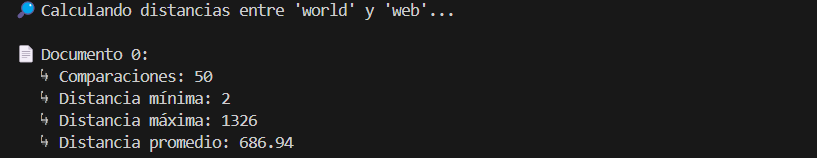 🔎 Calculando distancias entre 'world' y 'web'...
📄 Documento 0:
↳ Comparaciones: 50
↳ Distancia mínima: 2
↳ Distancia máxima: 1326
↳ Distancia promedio: 686.94